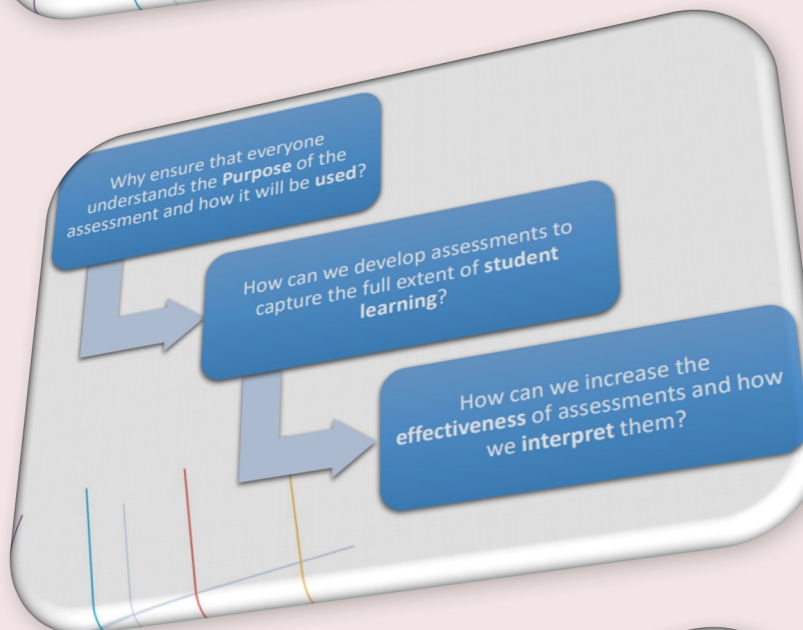 Why ensure that everyone
understands the Purpose of the
assessment and how it will be used?
How can we develop assessments to
capture the full extent of student
learning?
How can we increase the
effectiveness of assessments and how
we interpret them?